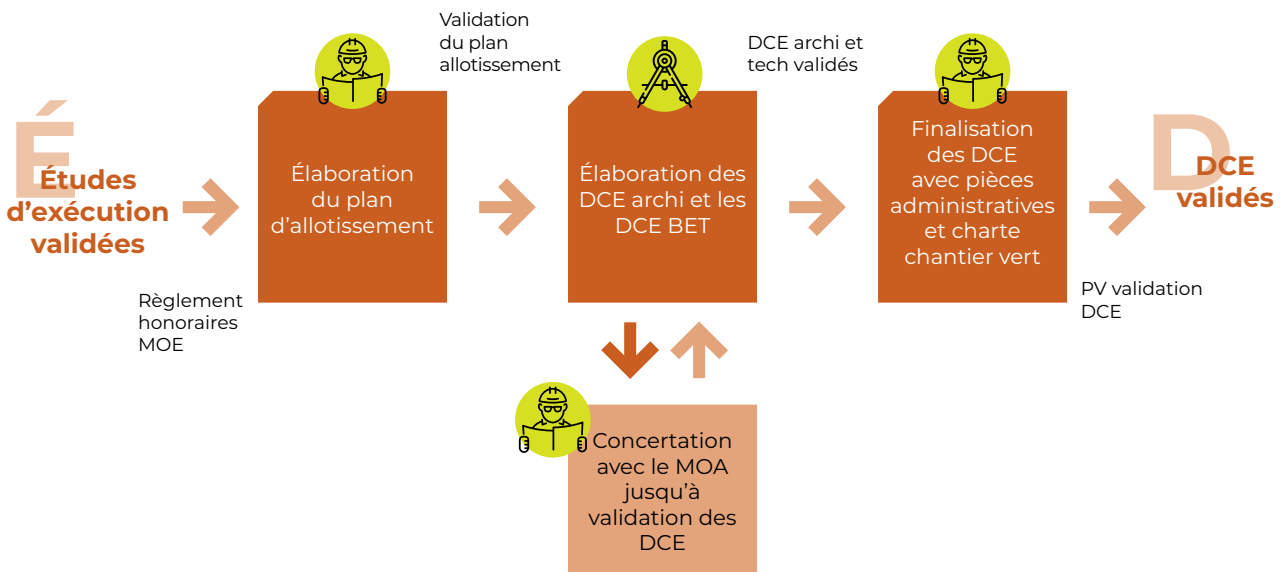 É
Études
d'exécution
validées
Règlement
honoraires
MOE
Élaboration
du plan
d'allotissement
Validation
du plan
allotissement
Élaboration des
DCE archi et les
DCE BET
Concertation
avec le MOA
jusqu'à
validation des
DCE
DCE archi et
tech validés
Finalisation
des DCE
avec pièces
administratives
et charte
chantier vert
PV validation
DCE
D
DCE
validés